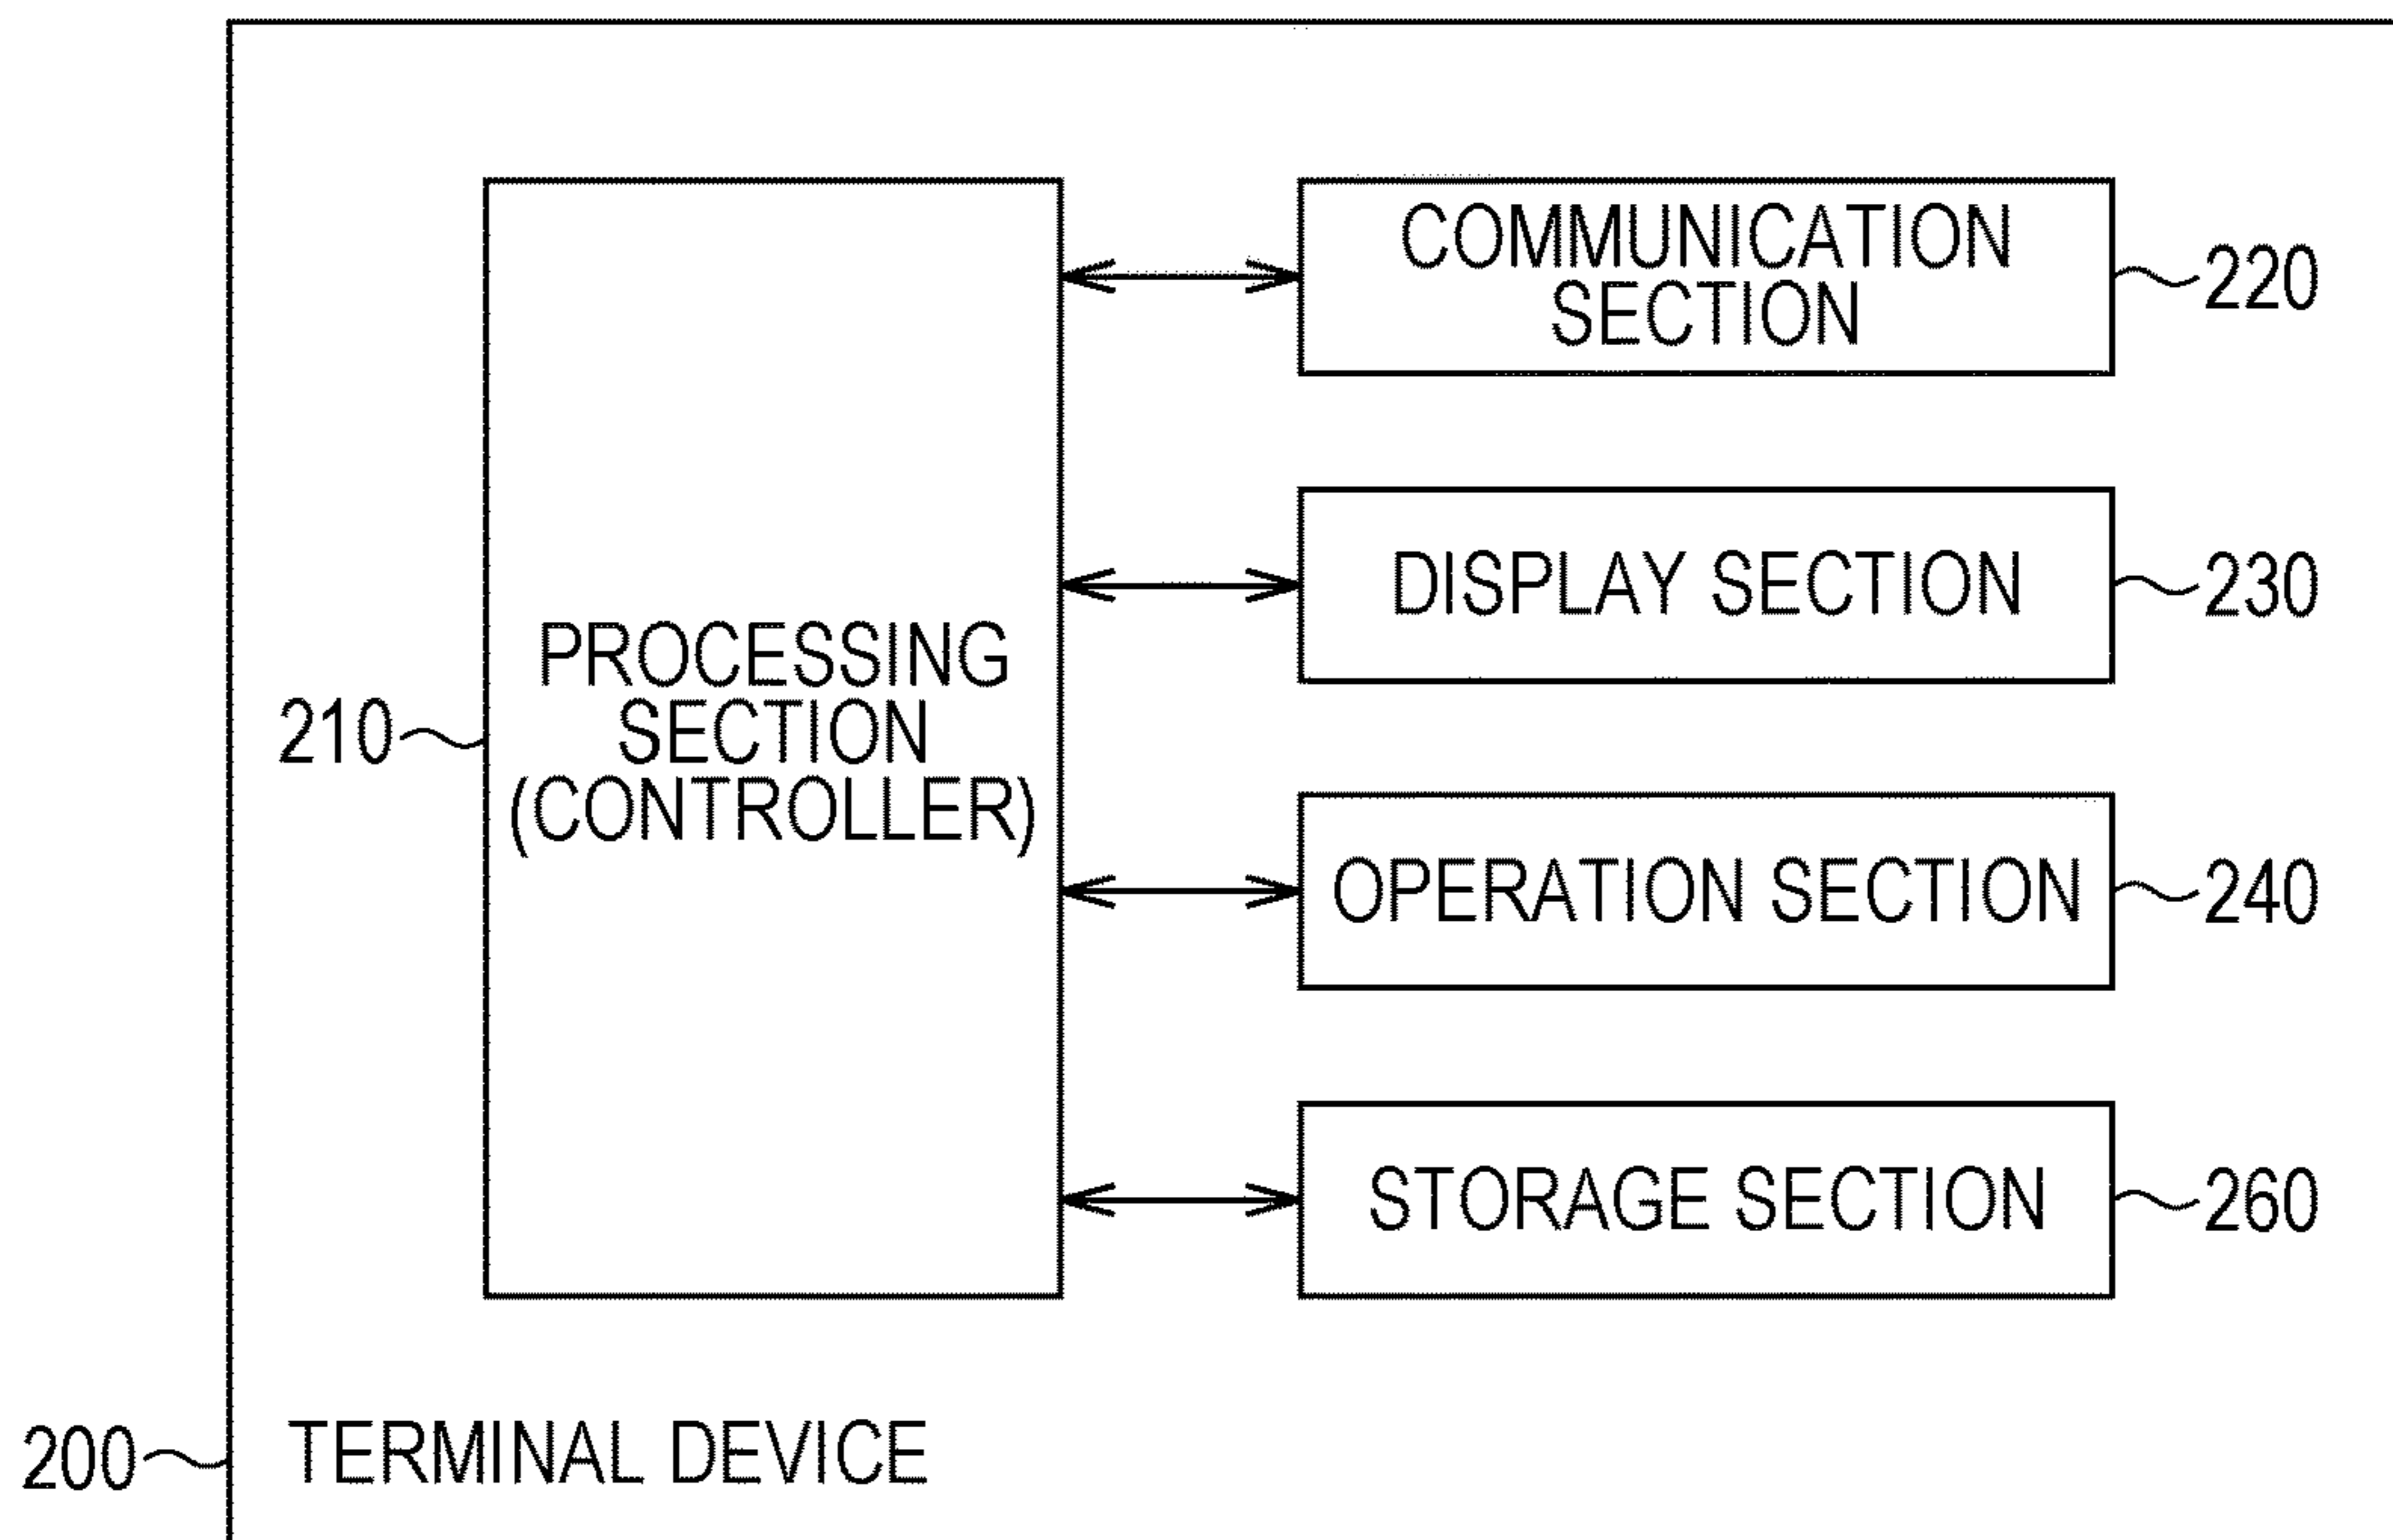 COMMUNICATION
SECTION
220
DISPLAY SECTION
230
PROCESSING
SECTION
(CONTROLLER)
210
OPERATION SECTION
240
STORAGE SECTION
260
200
TERMINAL DEVICE